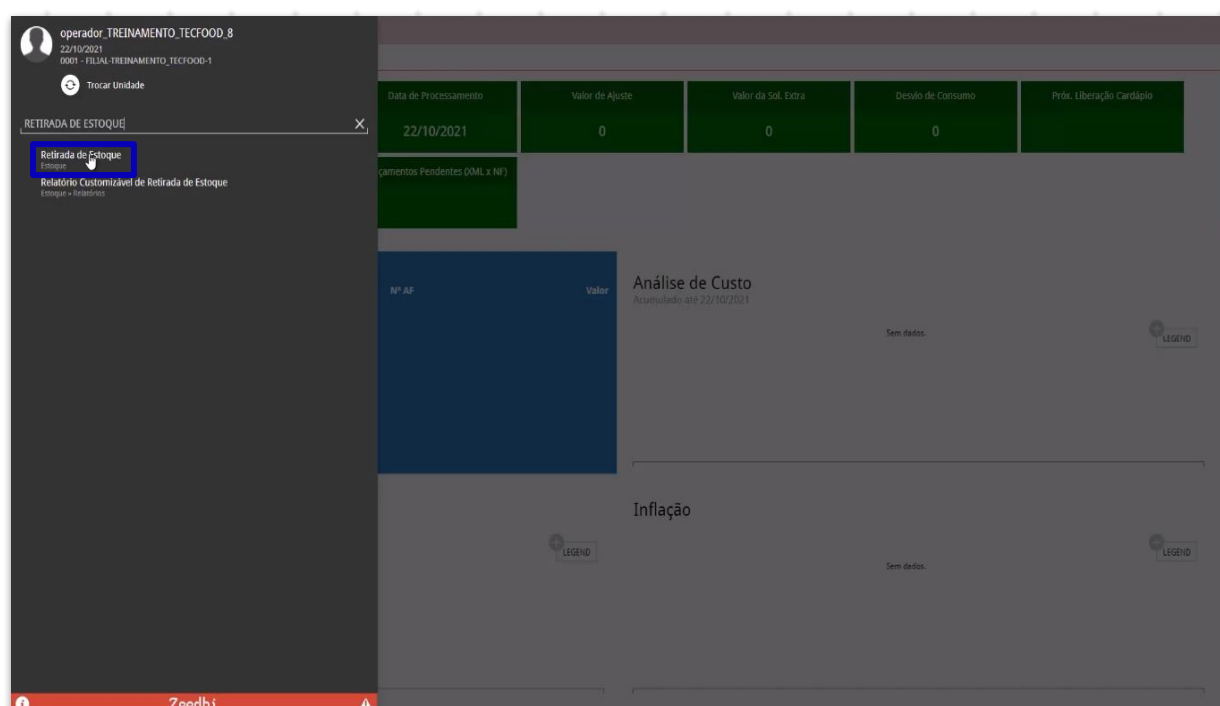 operador_TREINAMENTO_TECFOOD_8
22/10/2021
0001 - FILIAL-TREINAMENTO_TECFOOD-1
Trocar Unidade
RETIRADA DE ESTOQUE
Retirada de Estoque
Estoque
Relatório Customizável de Retirada de Estoque
Estoque » Relatórios
Data de Processamento
22/10/2021
Valor de Ajuste
0
Valor da Sol. Extra
0
Desvio de Consumo
0
Próx. Liberação Cardápio
Pendentes (XML x NF)
Nº AF Valor
Análise de Custo
Acumulado até 22/10/2021
Sem dados.
LEGEND
LEGEND
Inflação
Sem dados.
LEGEND
Zeedhi